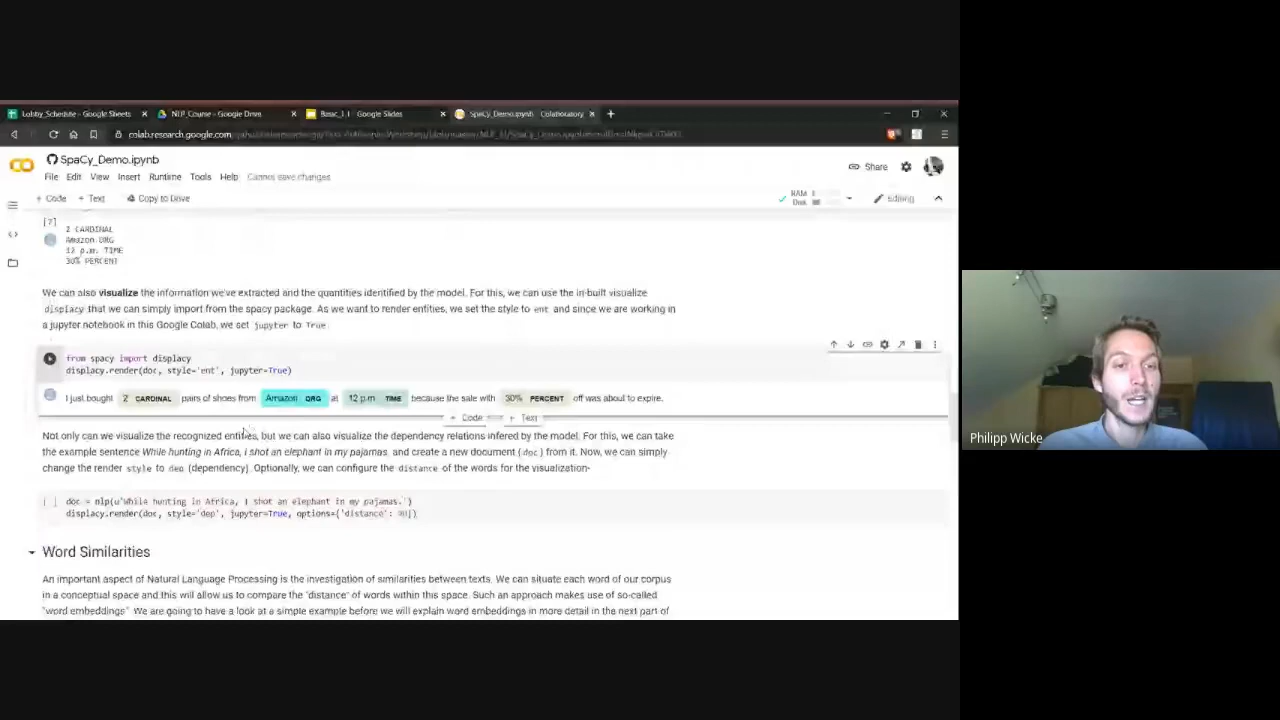 Lobby_Schedule - Google Sheets
NLP_Course - Google Drive
Basic_1.1 Google Slides
SpaCy_Demo.ipynb - Colaboratory
colab.research.google.com
SpaCy_Demo.ipynb
Share
File Edit View Insert Runtime Tools Help Cannot save changes
+ Code + Text Copy to Drive
RAM
Disk
Editing
[7]
2 CARDINAL
Amazon ORG
12 p.m. TIME
30% PERCENT
We can also visualize the information we've extracted and the quantities identified by the model. For this, we can use the in-built visualize
displacy that we can simply import from the spacy package. As we want to render entities, we set the style to ent and since we are working in
a jupyter notebook in this Google Colab, we set jupyter to True
from spacy import displacy
displacy.render(doc, style='ent', jupyter=True)
I just bought 2 CARDINAL pairs of shoes from Amazon ORG at 12 p.m TIME because the sale with 30% PERCENT off was about to expire.
+ Code + Text
Not only can we visualize the recognized entities, but we can also visualize the dependency relations infered by the model. For this, we can take
the example sentence While hunting in Africa, I shot an elephant in my pajamas. and create a new document (doc) from it. Now, we can simply
change the render style to dep (dependency). Optionally, we can configure the distance of the words for the visualization-
[ ] doc = nlp(u'While hunting in Africa, I shot an elephant in my pajamas.')
displacy.render(doc, style='dep', jupyter=True, options={'distance':
Word Similarities
An important aspect of Natural Language Processing is the investigation of similarities between texts. We can situate each word of our corpus
in a conceptual space and this will allow us to compare the "distance" of words within this space. Such an approach makes use of so-called
"word embeddings" We are going to have a look at a simple example before we will explain word embeddings in more detail in the next part of
Philipp Wicke